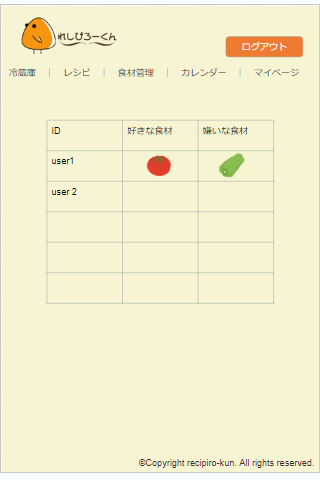 れしぴろーくん
ログアウト
冷蔵庫 | レシピ | 食材管理 | カレンダー | マイページ
ID 好きな食材 嫌いな食材
user1
user 2
©Copyright recipiro-kun. All rights reserved.